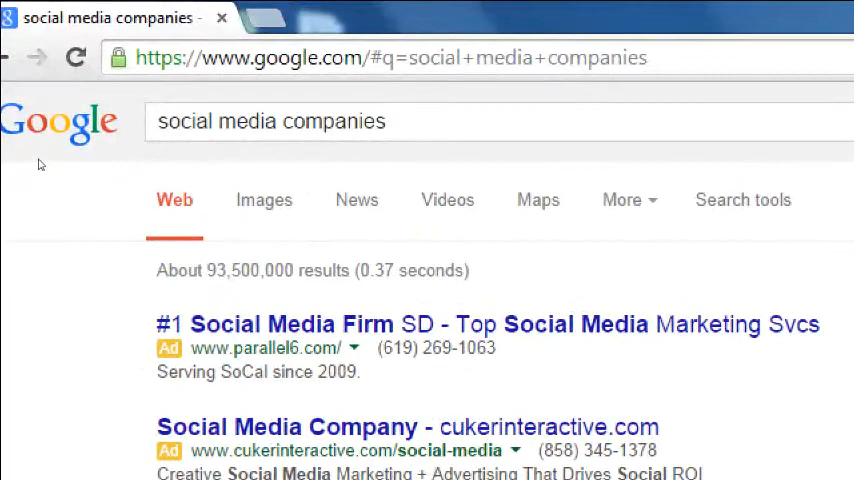 social media companies -
https://www.google.com/#q=social+media+companies
Google
social media companies
Web Images News Videos Maps More Search tools
About 93,500,000 results (0.37 seconds)
#1 Social Media Firm SD - Top Social Media Marketing Svcs
Ad www.parallel6.com/ (619) 269-1063
Serving SoCal since 2009.
Social Media Company - cukerinteractive.com
Ad www.cukerinteractive.com/social-media (858) 345-1378
Creative Social Media Marketing + Advertising That Drives Social ROI